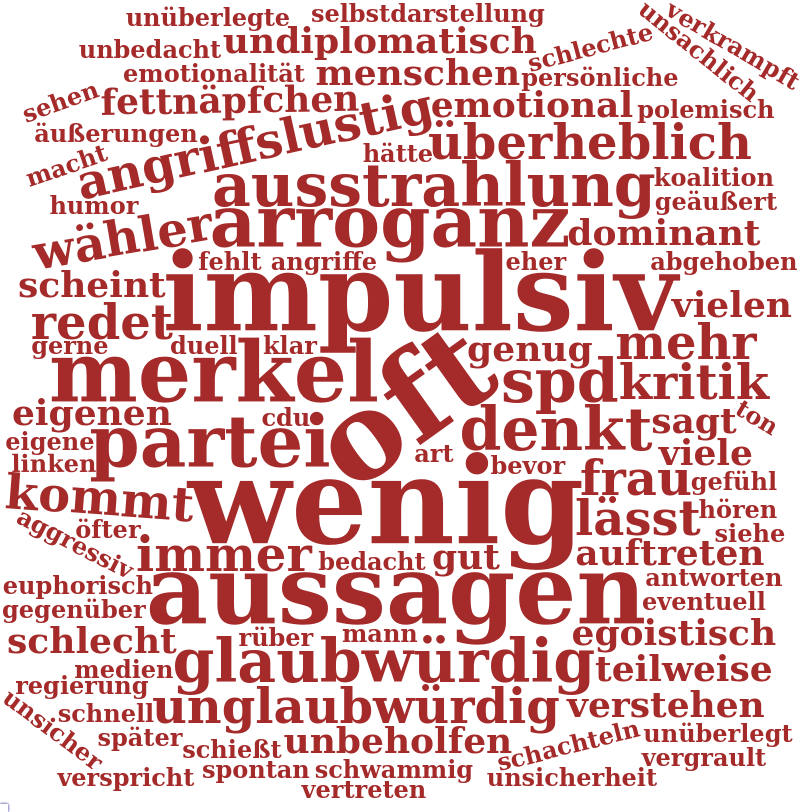 unüberlegte selbstdarstellung verkrampft
unbedacht undiplomatisch schlechte unsachlich
emotionalität menschen persönliche
sehen fettnäpfchen emotional polemisch
äußerungen angriffslustig überheblich
macht hätte
ausstrahlung koalition
humor arroganz geäußert
wähler dominant
fehlt angriffe eher abgehoben
scheint impulsiv vielen
redet mehr
gerne duell klar genug
merkel oft spd kritik
eigenen cdu denkt sagt ton
eigene partei viele
linken art bevor
kommt wenig frau gefühl
lässt hören
aggressiv öfter siehe
immer bedacht gut auftreten
euphorisch aussagen antworten
gegenüber eventuell
schlecht rüber mann egoistisch
medien glaubwürdig teilweise
regierung
unsicher schnell unglaubwürdig verstehen
später schießt unbeholfen schachteln unüberlegt
verspricht spontan schwammig unsicherheit vergrault
vertreten